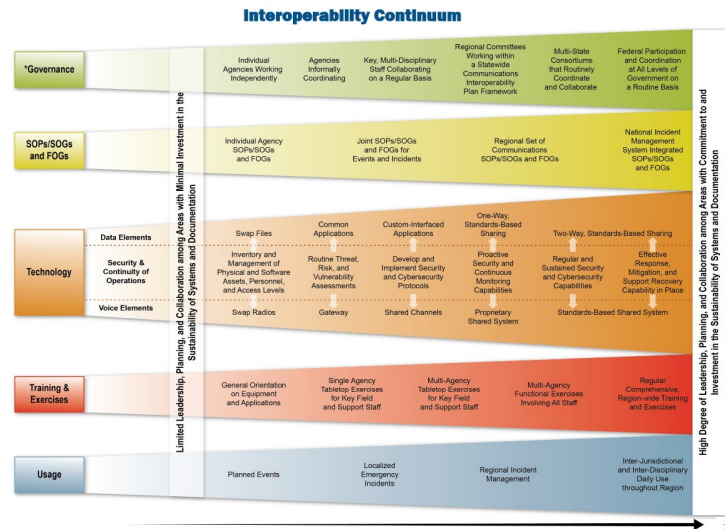 Interoperability Continuum
*Governance
Individual
Agencies Working
Independently
Agencies
Informally
Coordinating
Key, Multi-Disciplinary
Staff Collaborating
on a Regular Basis
Regional Committees
Working within
a Statewide
Communications
Interoperability
Plan Framework
Multi-State
Consortiums
that Routinely
Coordinate
and Collaborate
Federal Participation
and Coordination
at All Levels of
Government on
a Routine Basis
SOPs/SOGs
and FOGs
Individual Agency
SOPs/SOGs
and FOGs
Joint SOPs/SOGs
and FOGs for
Events and Incidents
Regional Set of
Communications
SOPs/SOGs and FOGs
National Incident
Management
System Integrated
SOPs/SOGs
and FOGs
Technology
Data Elements
Swap Files
Common
Applications
Custom-Interfaced
Applications
One-Way,
Standards-Based
Sharing
Two-Way, Standards-Based Sharing
Security &
Continuity of
Operations
Inventory and
Management of
Physical and Software
Assets, Personnel,
and Access Levels
Routine Threat,
Risk, and
Vulnerability
Assessments
Develop and
Implement Security
and Cybersecurity
Protocols
Proactive
Security and
Continuous
Monitoring
Capabilities
Regular and
Sustained Security
and Cybersecurity
Capabilities
Effective
Response,
Mitigation, and
Support Recovery
Capability in Place
Voice Elements
Swap Radios
Gateway
Shared Channels
Proprietary
Shared System
Standards-Based Shared System
Training &
Exercises
General Orientation
on Equipment
and Applications
Single Agency
Tabletop Exercises
for Key Field
and Support Staff
Multi-Agency
Tabletop Exercises
for Key Field
and Support Staff
Multi-Agency
Functional Exercises
Involving All Staff
Regular
Comprehensive,
Region-wide Training
and Exercises
Usage
Planned Events
Localized
Emergency
Incidents
Regional Incident
Management
Inter-Jurisdictional
and Inter-Disciplinary
Daily Use
throughout Region
Limited Leadership, Planning, and Collaboration among Areas with Minimal Investment in the
Sustainability of Systems and Documentation
High Degree of Leadership, Planning, and Collaboration among Areas with Commitment to and
Investment in the Sustainability of Systems and Documentation